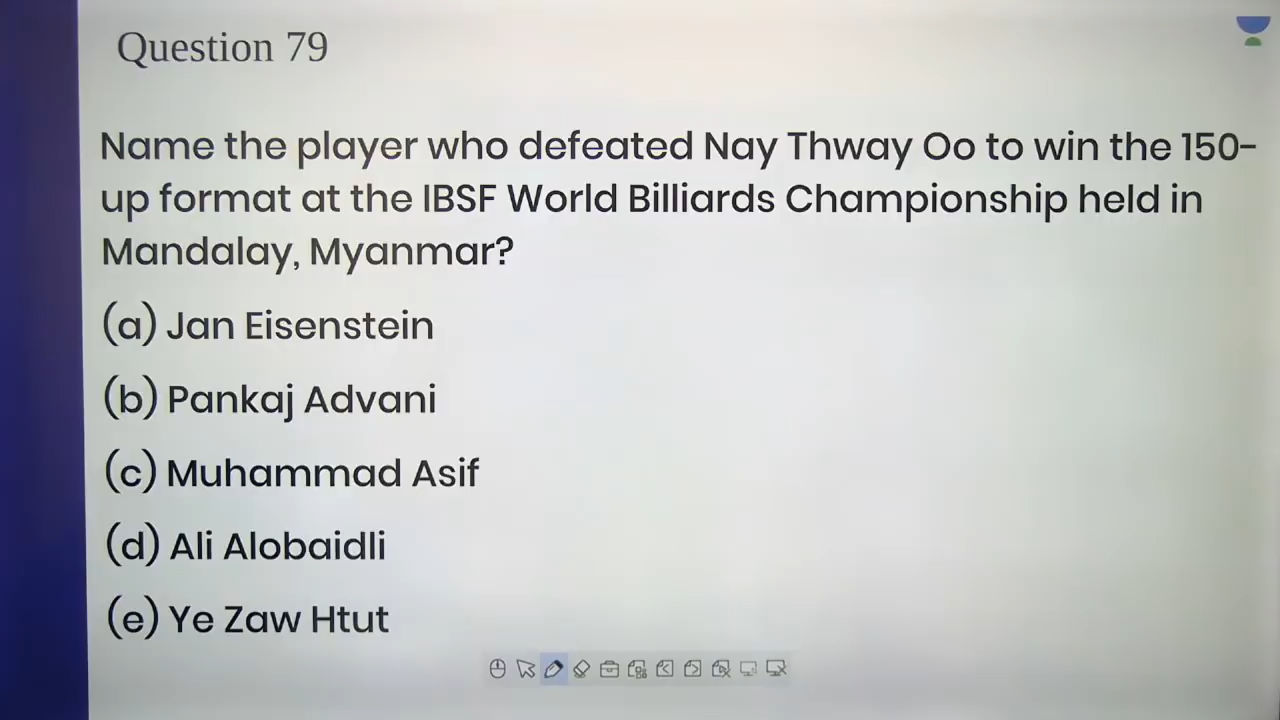 Question 79
Name the player who defeated Nay Thway Oo to win the 150-
up format at the IBSF World Billiards Championship held in
Mandalay, Myanmar?
(a) Jan Eisenstein
(b) Pankaj Advani
(c) Muhammad Asif
(d) Ali Alobaidli
(e) Ye Zaw Htut